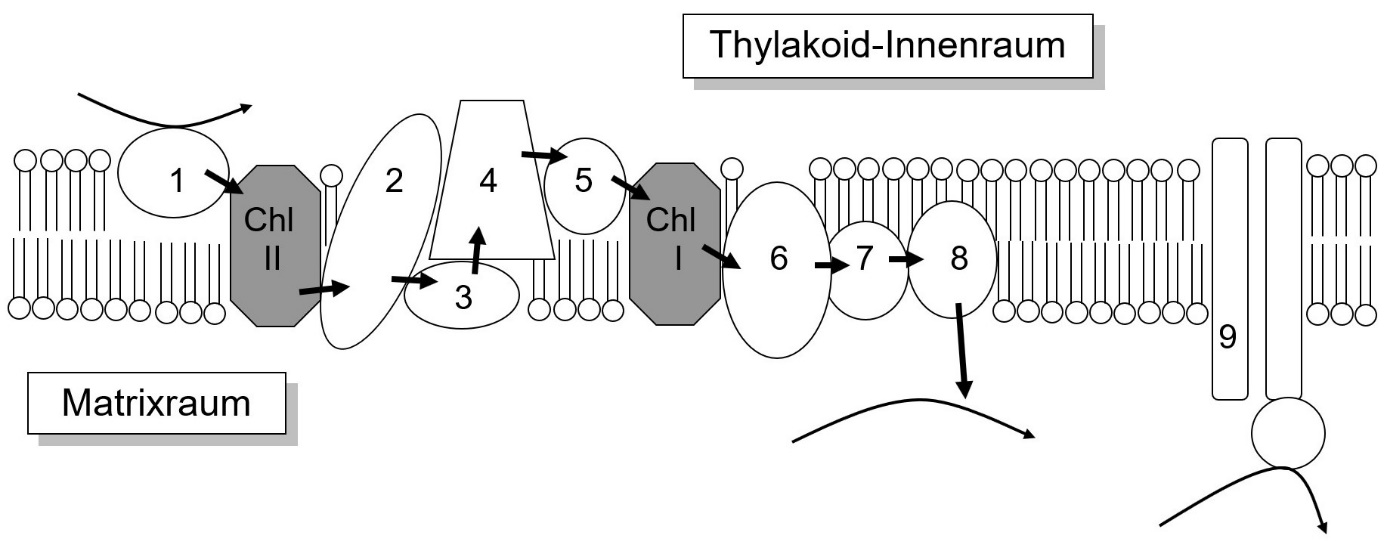 Thylakoid-Innenraum
1
Chl
II
2
4
3
5
Chl
I
6
7
8
9
Matrixraum